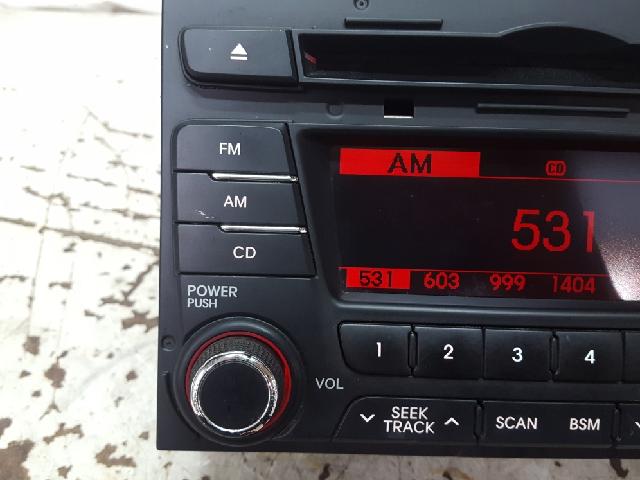 FM
AM
CD
AM
CD
531
531 603 999 1404
POWER
PUSH
VOL
1 2 3 4
SEEK
TRACK
SCAN BSM